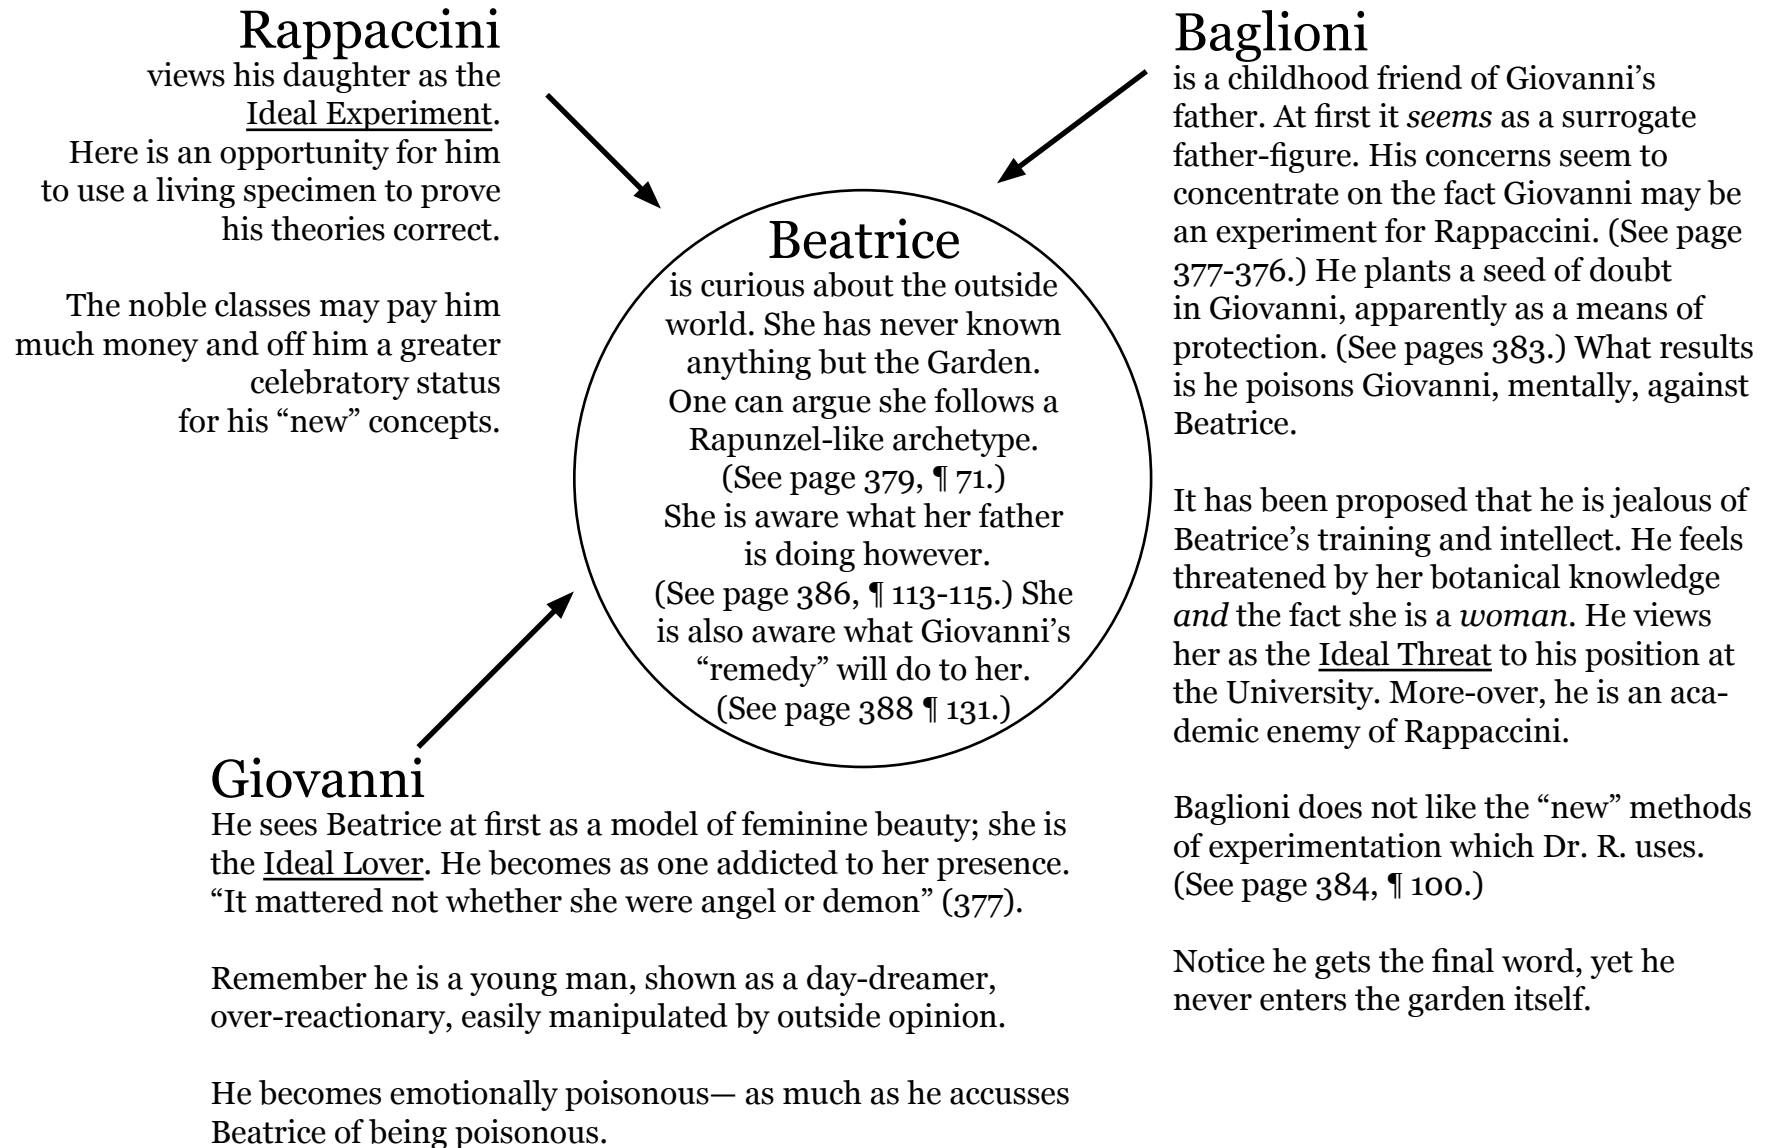 Rappaccini
views his daughter as the
Ideal Experiment.
Here is an opportunity for him
to use a living specimen to prove
his theories correct.
The noble classes may pay him
much money and off him a greater
celebratory status
for his “new” concepts.
Baglioni
is a childhood friend of Giovanni’s
father. At first it seems as a surrogate
father-figure. His concerns seem to
concentrate on the fact Giovanni may be
an experiment for Rappaccini. (See page
377-376.) He plants a seed of doubt
in Giovanni, apparently as a means of
protection. (See pages 383.) What results
is he poisons Giovanni, mentally, against
Beatrice.
It has been proposed that he is jealous of
Beatrice’s training and intellect. He feels
threatened by her botanical knowledge
and the fact she is a woman. He views
her as the Ideal Threat to his position at
the University. More-over, he is an aca-
demic enemy of Rappaccini.
Baglioni does not like the “new” methods
of experimentation which Dr. R. uses.
(See page 384, ¶ 100.)
Notice he gets the final word, yet he
never enters the garden itself.
Beatrice
is curious about the outside
world. She has never known
anything but the Garden.
One can argue she follows a
Rapunzel-like archetype.
(See page 379, ¶ 71.)
She is aware what her father
is doing however.
(See page 386, ¶ 113-115.) She
is also aware what Giovanni’s
“remedy” will do to her.
(See page 388 ¶ 131.)
Giovanni
He sees Beatrice at first as a model of feminine beauty; she is
the Ideal Lover. He becomes as one addicted to her presence.
“It mattered not whether she were angel or demon” (377).
Remember he is a young man, shown as a day-dreamer,
over-reactionary, easily manipulated by outside opinion.
He becomes emotionally poisonous— as much as he accusses
Beatrice of being poisonous.